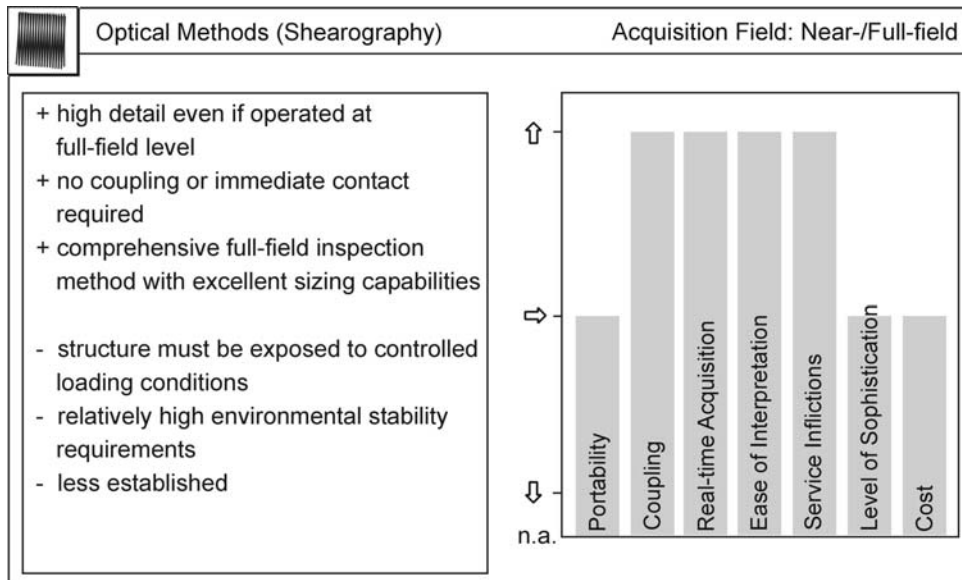 Optical Methods (Shearography)
Acquisition Field: Near-/Full-field
+ high detail even if operated at
full-field level
+ no coupling or immediate contact
required
+ comprehensive full-field inspection
method with excellent sizing capabilities
- structure must be exposed to controlled
loading conditions
- relatively high environmental stability
requirements
- less established
n.a.
Portability
Coupling
Real-time Acquisition
Ease of Interpretation
Service Inflictions
Level of Sophistication
Cost